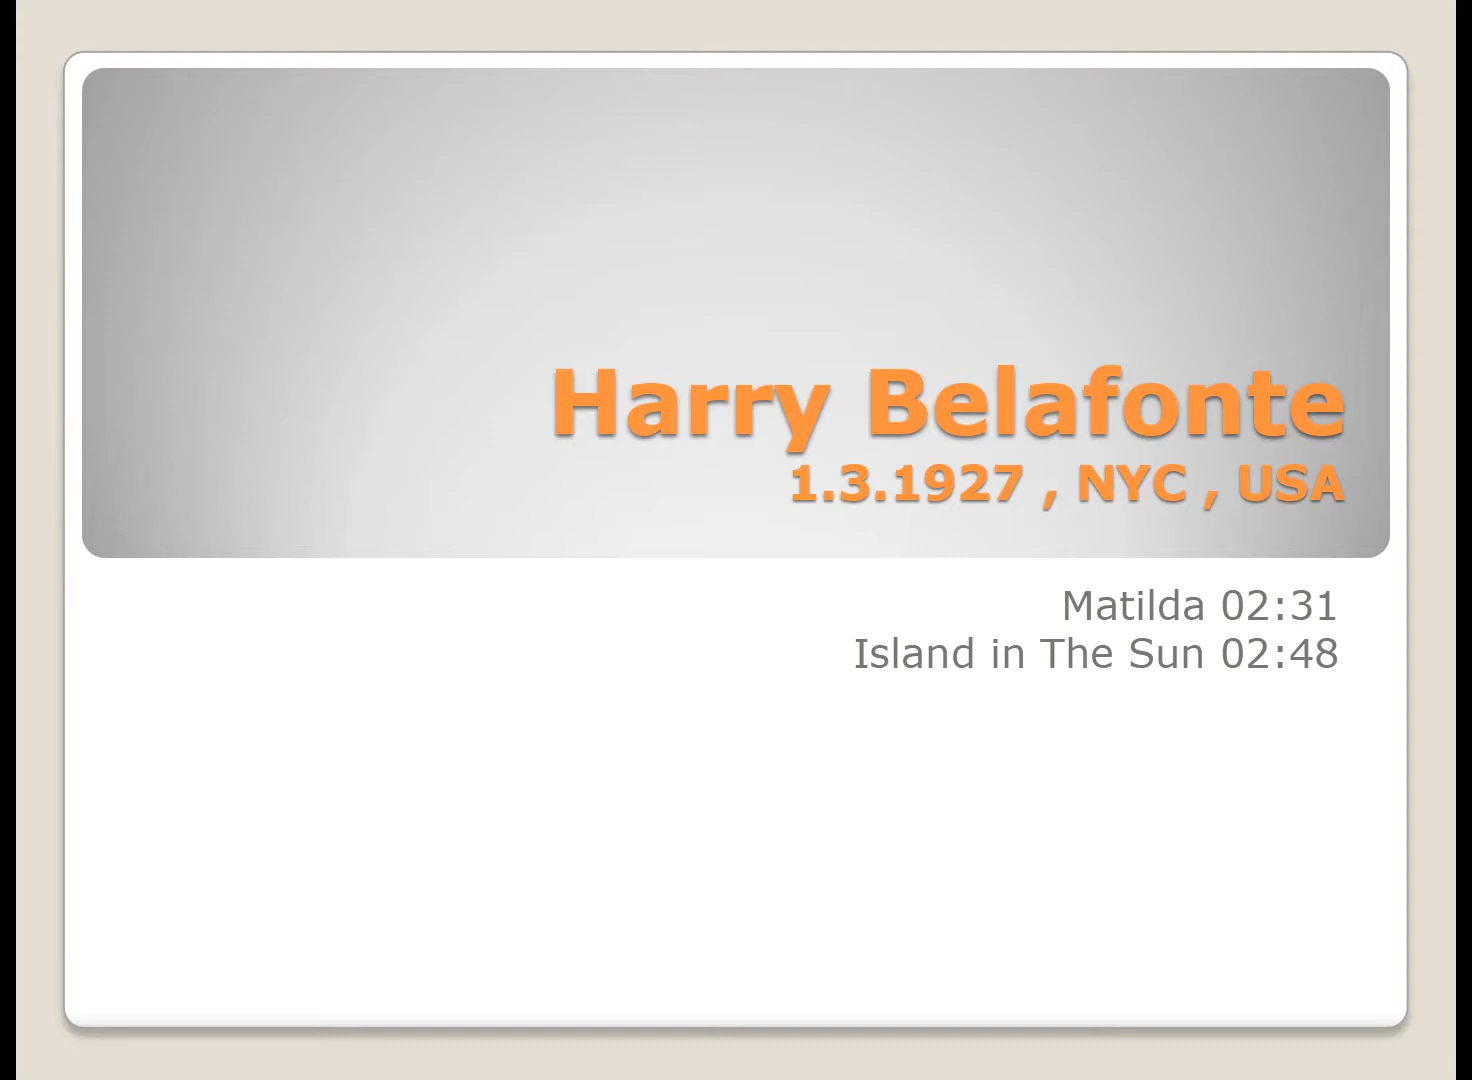 Harry Belafonte
1.3.1927 , NYC , USA
Matilda 02:31
Island in The Sun 02:48